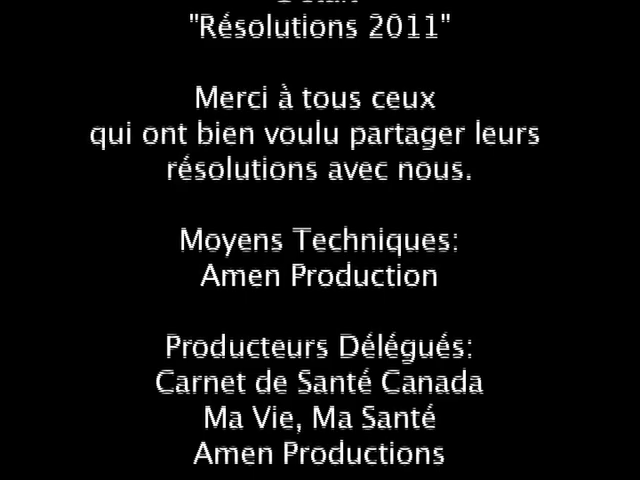 "Résolutions 2011"
Merci à tous ceux
qui ont bien voulu partager leurs
résolutions avec nous.
Moyens Techniques:
Amen Production
Producteurs Délégués:
Carnet de Santé Canada
Ma Vie, Ma Santé
Amen Productions